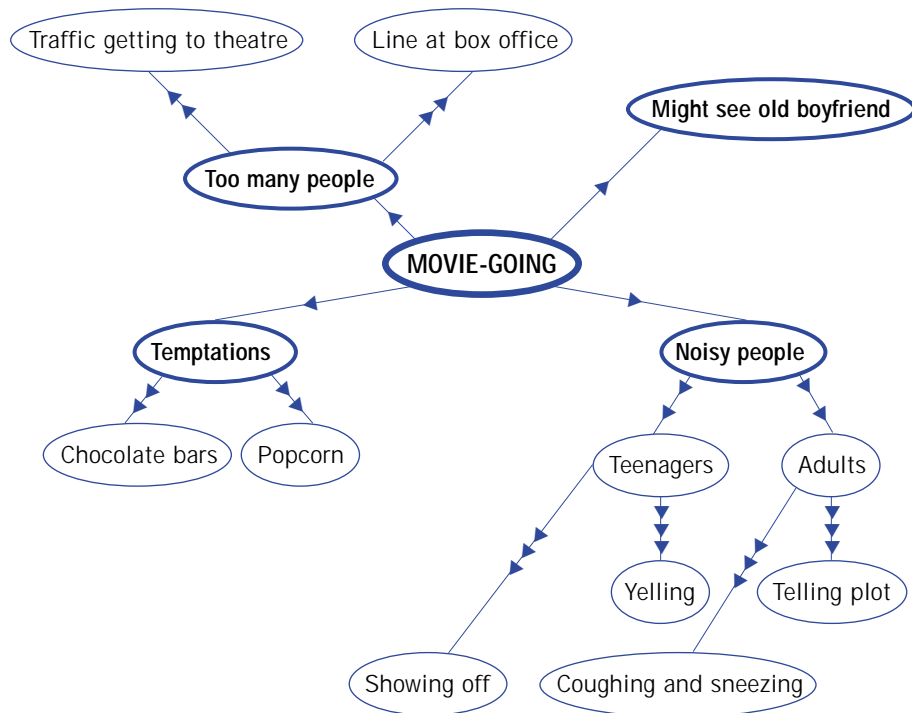 Traffic getting to theatre
Line at box office
Might see old boyfriend
Too many people
MOVIE-GOING
Temptations
Noisy people
Chocolate bars
Popcorn
Teenagers
Adults
Yelling
Telling plot
Showing off
Coughing and sneezing